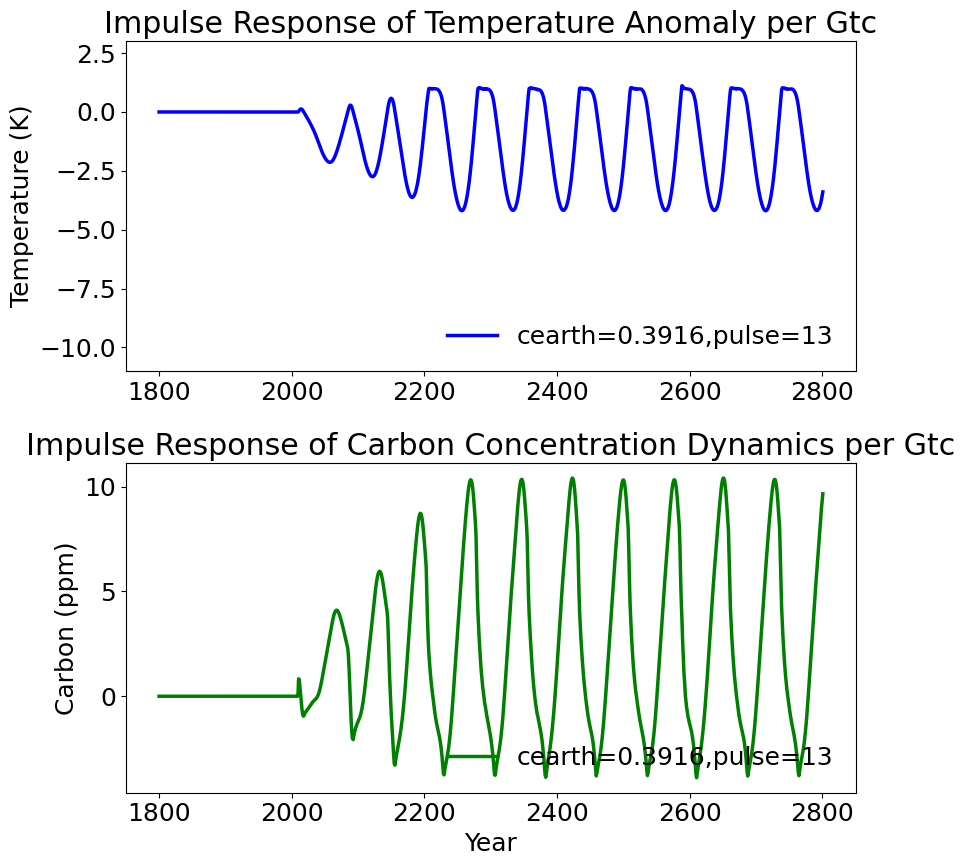 Impulse Response of Temperature Anomaly per Gtc
2.5
0.0
−2.5
−5.0
−7.5
−10.0
Temperature (K)
cearth=0.3916,pulse=13
1800 2000 2200 2400 2600 2800
Impulse Response of Carbon Concentration Dynamics per Gtc
10
5
0
Carbon (ppm)
cearth=0.3916,pulse=13
1800 2000 2200 2400 2600 2800
Year